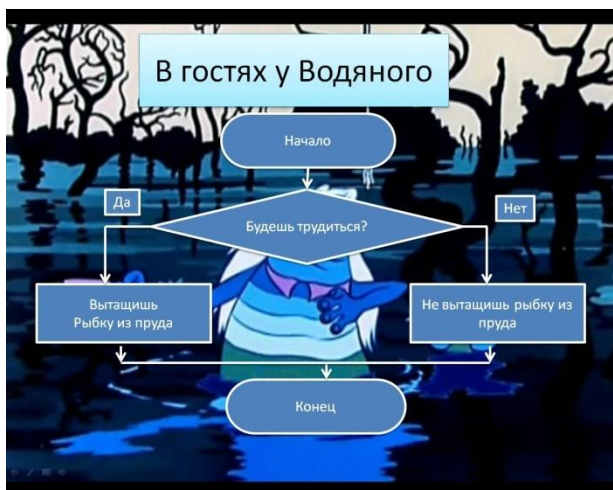 В гостях у Водяного
Начало
Да
Нет
Будешь трудиться?
Вытащишь
Рыбку из пруда
Не вытащишь рыбку из
пруда
Конец